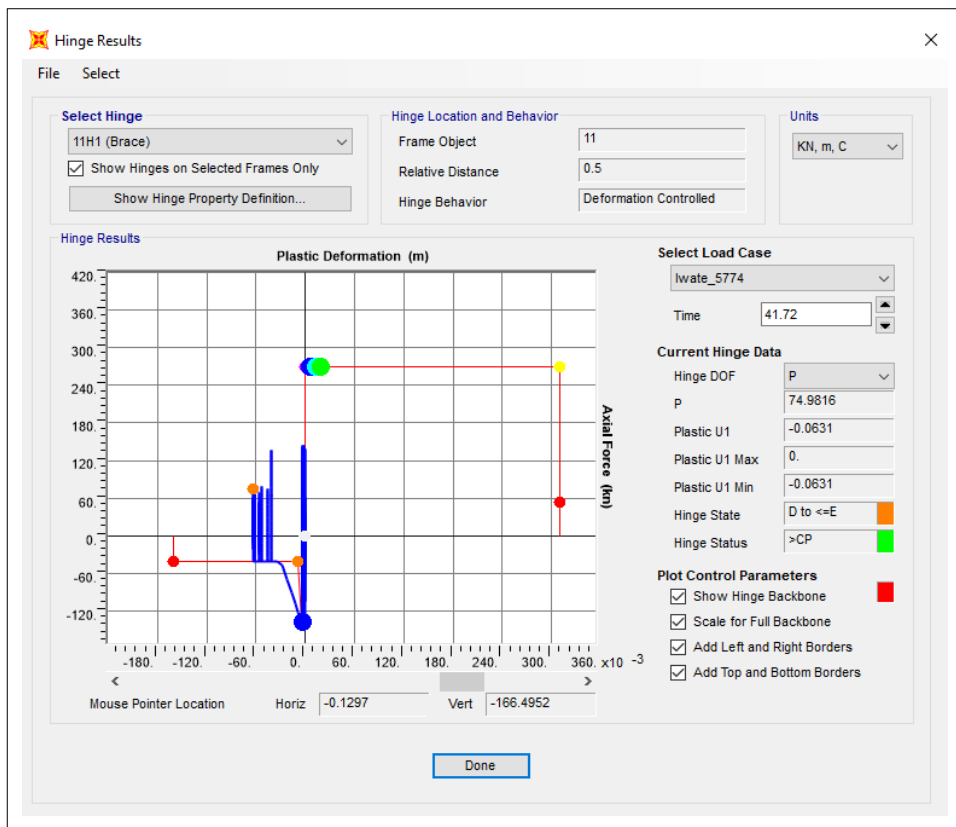 Hinge Results
File Select
Select Hinge
11H1 (Brace)
Show Hinges on Selected Frames Only
Show Hinge Property Definition...
Hinge Location and Behavior
Frame Object 11
Relative Distance 0.5
Hinge Behavior Deformation Controlled
Units
KN, m, C
Hinge Results
Plastic Deformation (m)
420.
360.
300.
240.
180.
120.
60.
0.
-60.
-120.
Axial Force (kn)
-180. -120. -60. 0. 60. 120. 180. 240. 300. 360. x10 -3
Mouse Pointer Location Horiz -0.1297 Vert -166.4952
Select Load Case
Iwate_5774
Time 41.72
Current Hinge Data
Hinge DOF P
P 74.9816
Plastic U1 -0.0631
Plastic U1 Max 0.
Plastic U1 Min -0.0631
Hinge State D to <=E
Hinge Status >CP
Plot Control Parameters
Show Hinge Backbone
Scale for Full Backbone
Add Left and Right Borders
Add Top and Bottom Borders
Done